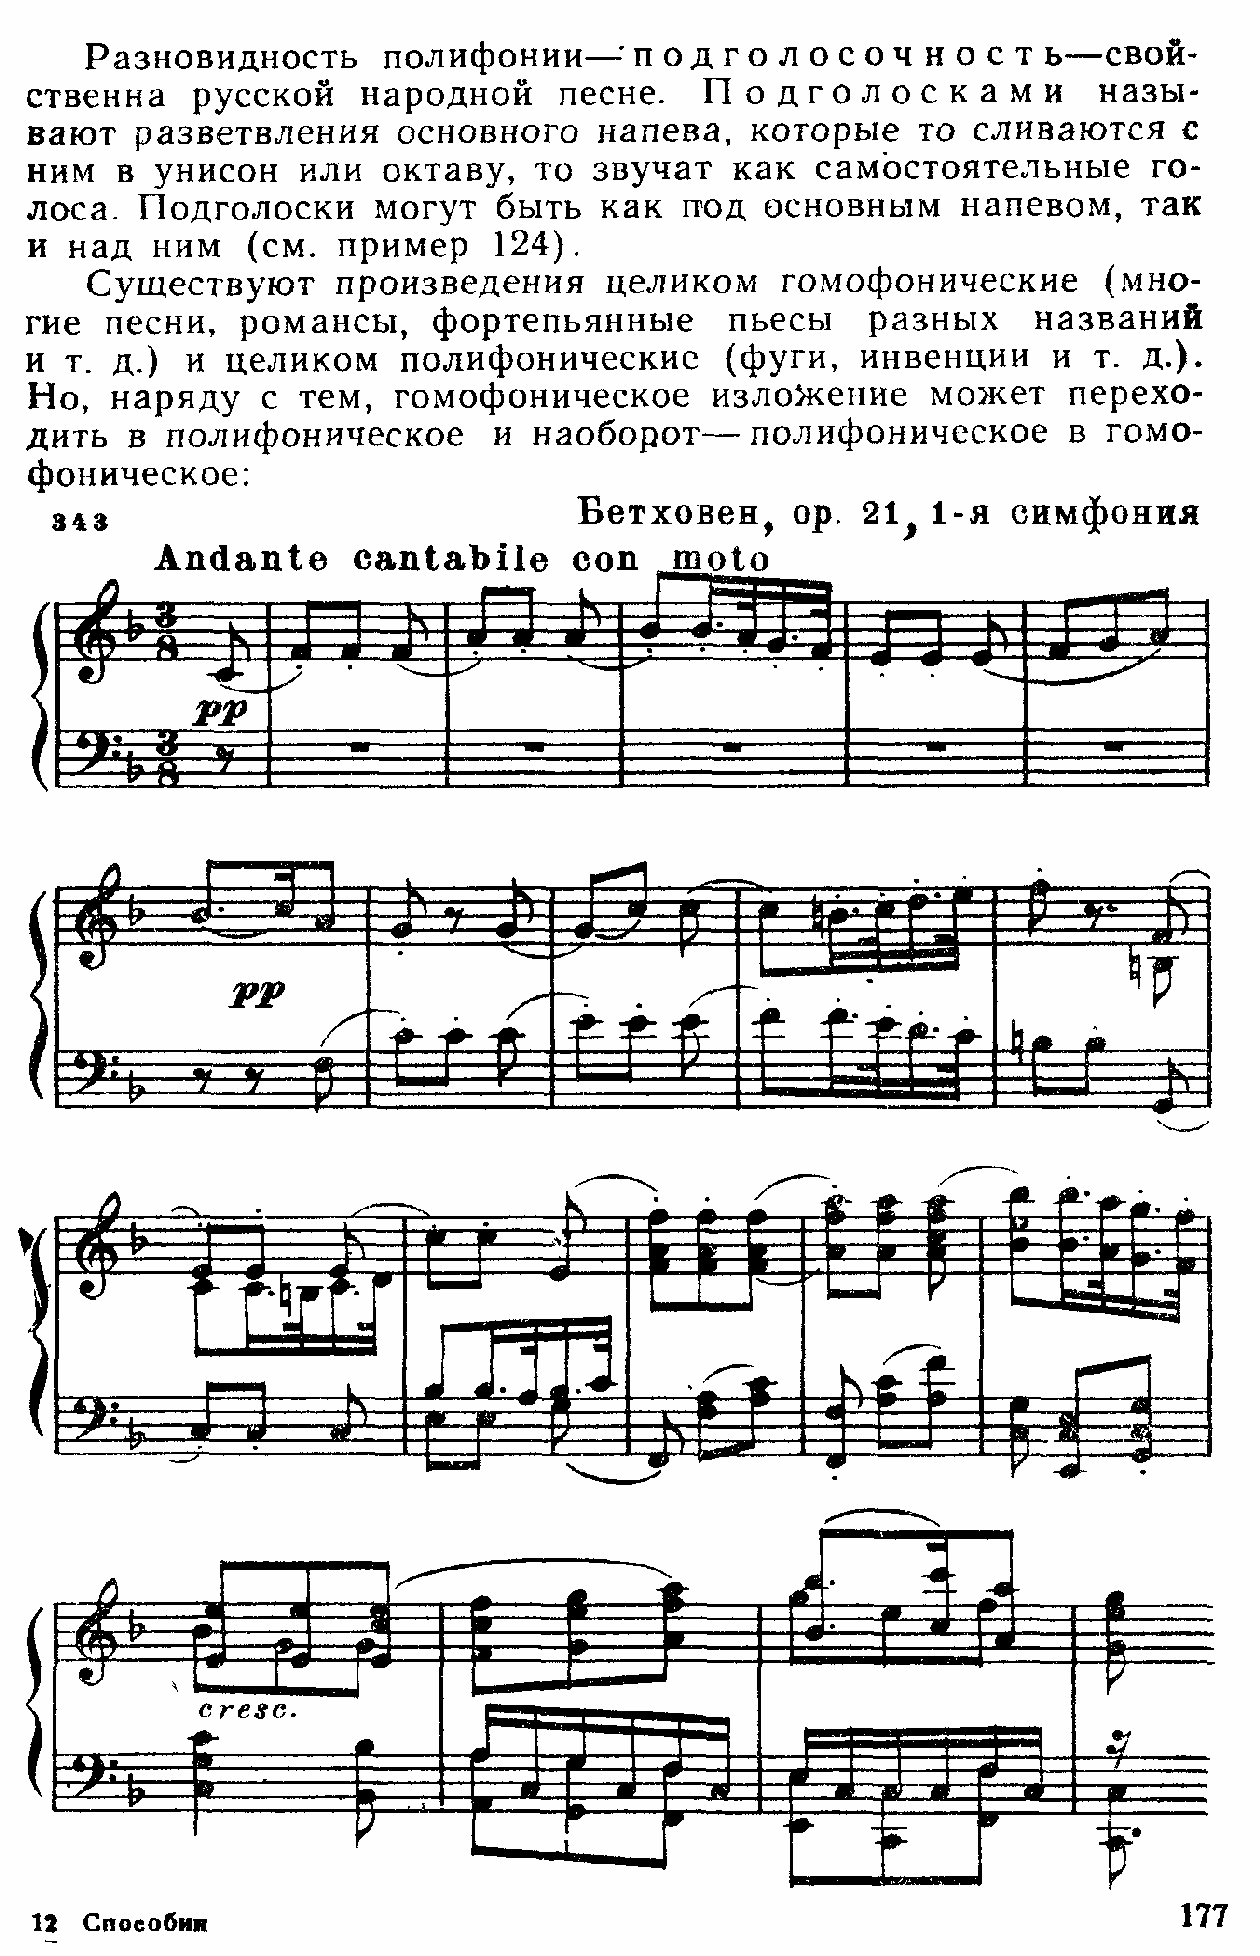 Разновидность полифонии—подголосочность—свой-
ственна русской народной песне. Подголосками назы-
вают разветвления основного напева, которые то сливаются с
ним в унисон или октаву, то звучат как самостоятельные го-
лоса. Подголоски могут быть как под основным напевом, так
и над ним (см. пример 124).
Существуют произведения целиком гомофонические (мно-
гие песни, романсы, фортепьянные пьесы разных названий
и т. д.) и целиком полифонические (фуги, инвенции и т. д.).
Но, наряду с тем, гомофоническое изложение может перехо-
дить в полифоническое и наоборот—полифоническое в гомо-
фоническое:
343 Бетховен, ор. 21, 1-я симфония
Andante cantabile con moto
3
8
pp
3
8
pp
cresc.
12 Способин 177